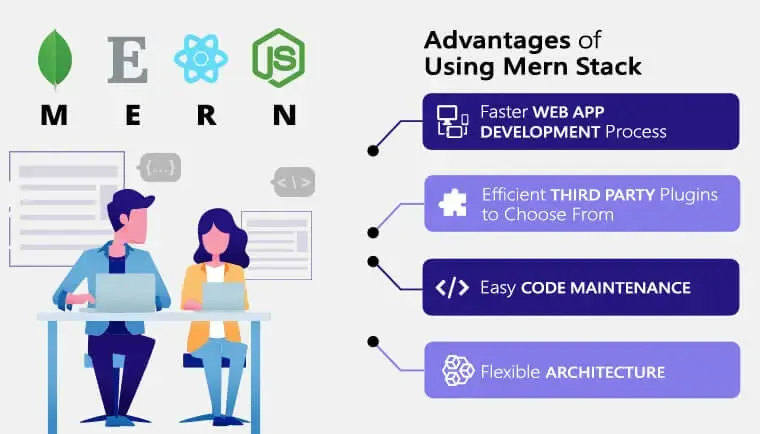 E
JS
M E R N
{...}
</>
Advantages of
Using Mern Stack
Faster WEB APP
DEVELOPMENT Process
Efficient THIRD PARTY Plugins
to Choose From
</> Easy CODE MAINTENANCE
Flexible ARCHITECTURE